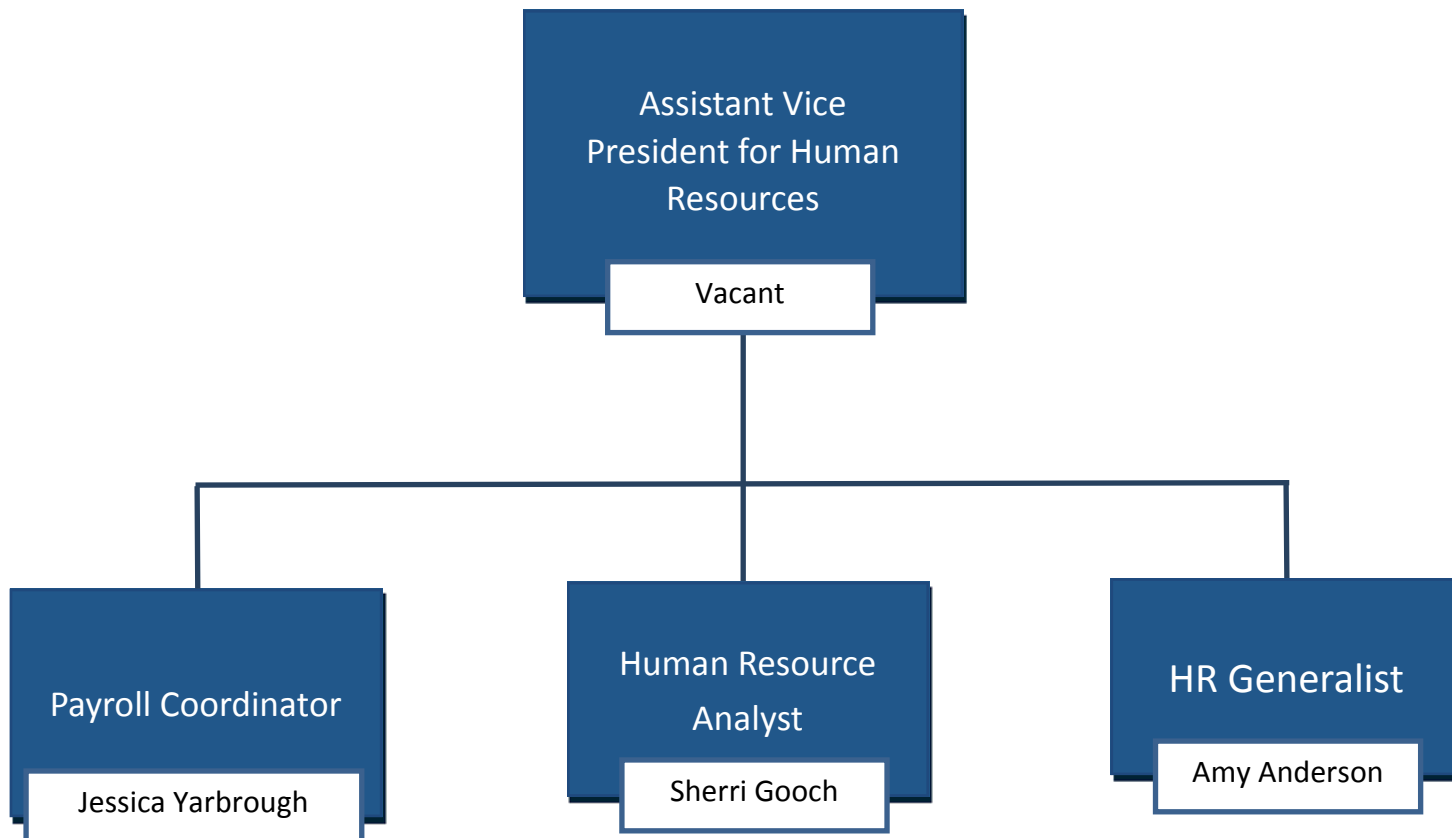 Assistant Vice
President for Human
Resources
Vacant
Payroll Coordinator
Jessica Yarbrough
Human Resource
Analyst
Sherri Gooch
HR Generalist
Amy Anderson